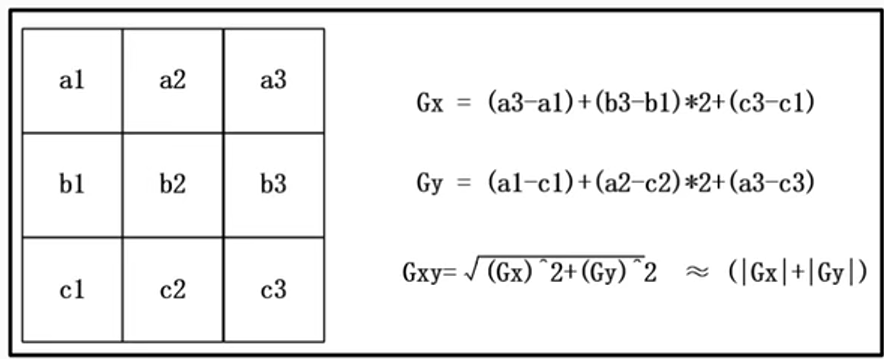 a1 a2 a3
b1 b2 b3
c1 c2 c3
Gx = (a3-a1)+(b3-b1)*2+(c3-c1)
Gy = (a1-c1)+(a2-c2)*2+(a3-c3)
Gxy=√(Gx)^2+(Gy)^2 ≈ (|Gx|+|Gy|)